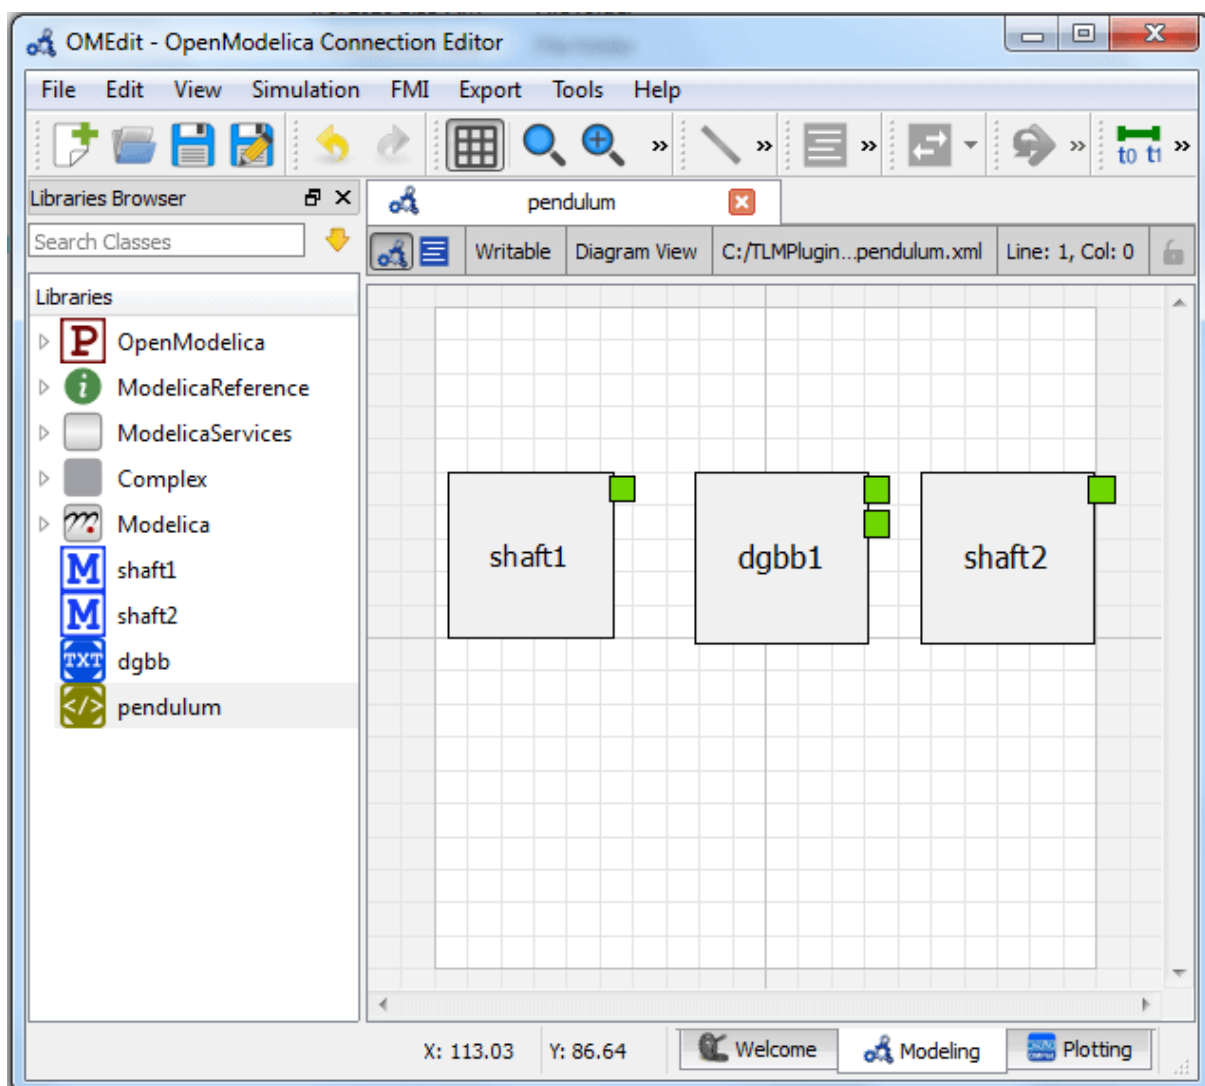 OMEdit - OpenModelica Connection Editor
File Edit View Simulation FMI Export Tools Help
t0 t1
Libraries Browser
pendulum
Search Classes
Writable Diagram View C:/TLMPlugin...pendulum.xml Line: 1, Col: 0
Libraries
P OpenModelica
i ModelicaReference
ModelicaServices
Complex
Modelica
M shaft1
M shaft2
TXT dgbb
</> pendulum
shaft1 dgbb1 shaft2
X: 113.03 Y: 86.64 Welcome Modeling Plotting